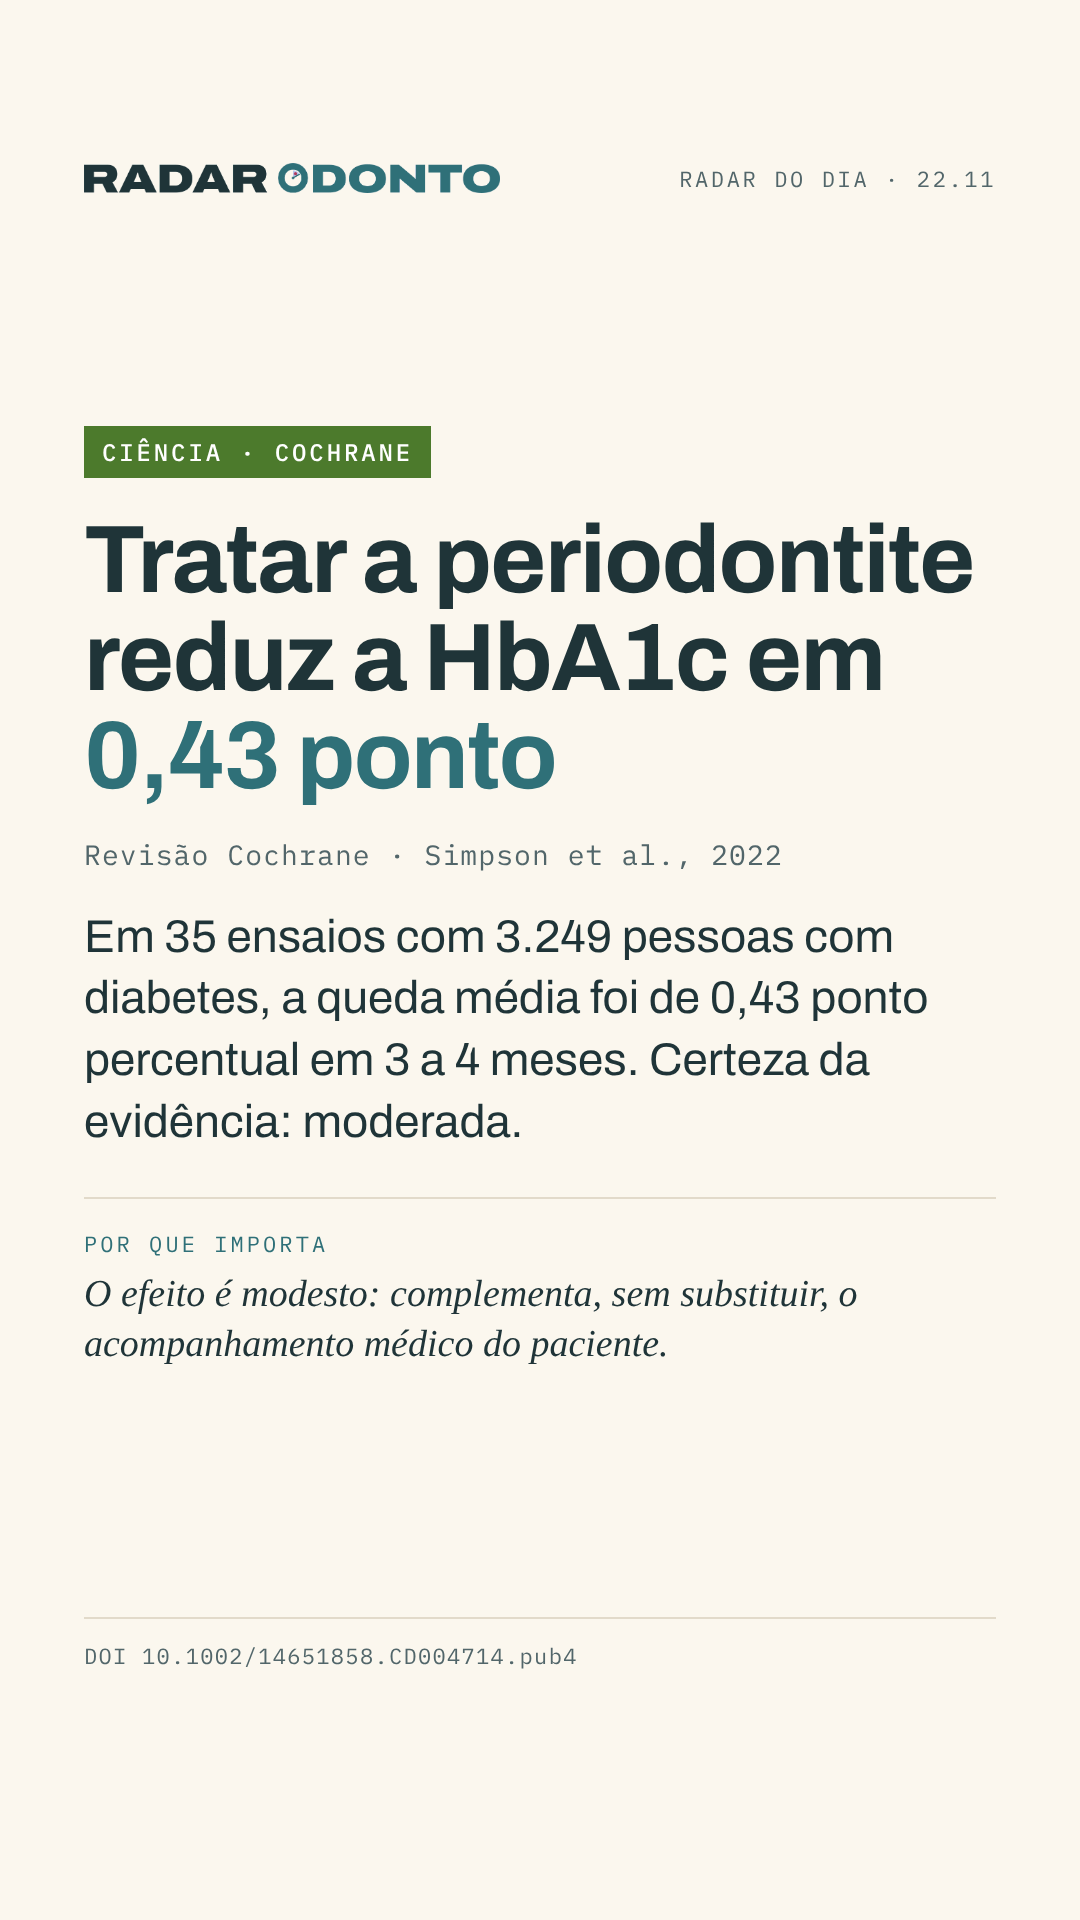 RADAR ODONTO
RADAR DO DIA · 22.11
CIÊNCIA · COCHRANE
Tratar a periodontite
reduz a HbA1c em
0,43 ponto
Revisão Cochrane · Simpson et al., 2022
Em 35 ensaios com 3.249 pessoas com
diabetes, a queda média foi de 0,43 ponto
percentual em 3 a 4 meses. Certeza da
evidência: moderada.
POR QUE IMPORTA
O efeito é modesto: complementa, sem substituir, o
acompanhamento médico do paciente.
DOI 10.1002/14651858.CD004714.pub4